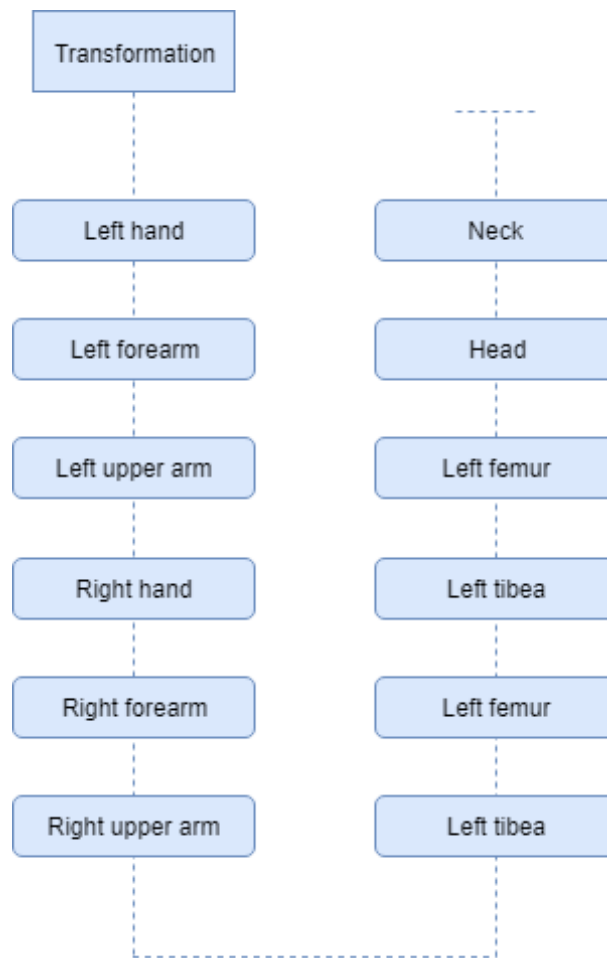 Transformation
Left hand
Left forearm
Left upper arm
Right hand
Right forearm
Right upper arm
Neck
Head
Left femur
Left tibea
Left femur
Left tibea